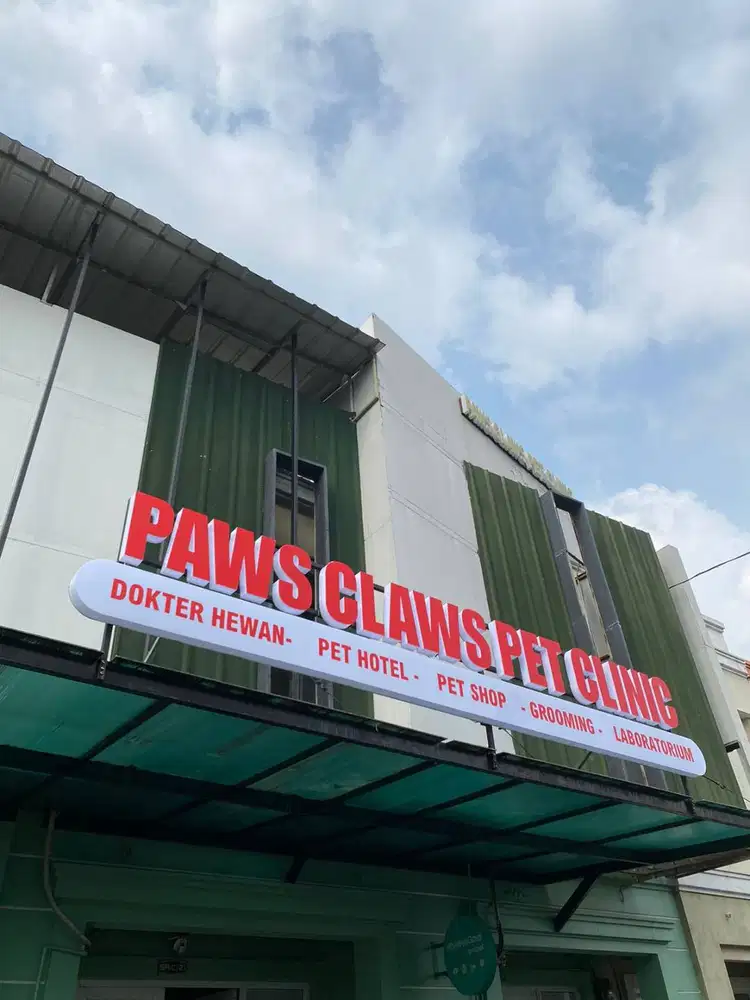 PAWS CLAWS PET CLINIC
DOKTER HEWAN- PET HOTEL - PET SHOP - GROOMING - LABORATORIUM